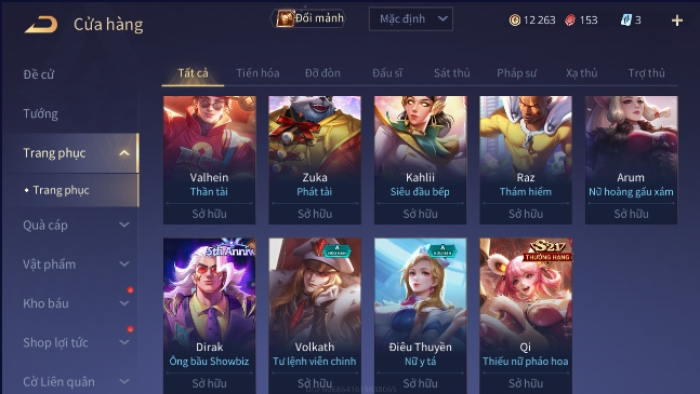 Cửa hàng
Đổi mảnh
Mặc định
12 263
153
3
Đề cử
Tướng
Trang phục
Trang phục
Quà cáp
Vật phẩm
Kho báu
Shop lợi tức
Cờ Liên quân
Tất cả Tiến hóa Đỡ đòn Đấu sĩ Sát thủ Pháp sư Xạ thủ Trợ thủ
Valhein
Thần tài
Sở hữu
Zuka
Phát tài
Sở hữu
Kahlii
Siêu đầu bếp
Sở hữu
Raz
Thám hiểm
Sở hữu
Arum
Nữ hoàng gấu xám
Sở hữu
5th Anniv
Dirak
Ông bầu Showbiz
Sở hữu
A
Volkath
Tư lệnh viễn chinh
Sở hữu
A
Điêu Thuyền
Nữ y tá
Sở hữu
S21
THƯỞNG HẠNG
Qi
Thiếu nữ pháo hoa
Sở hữu